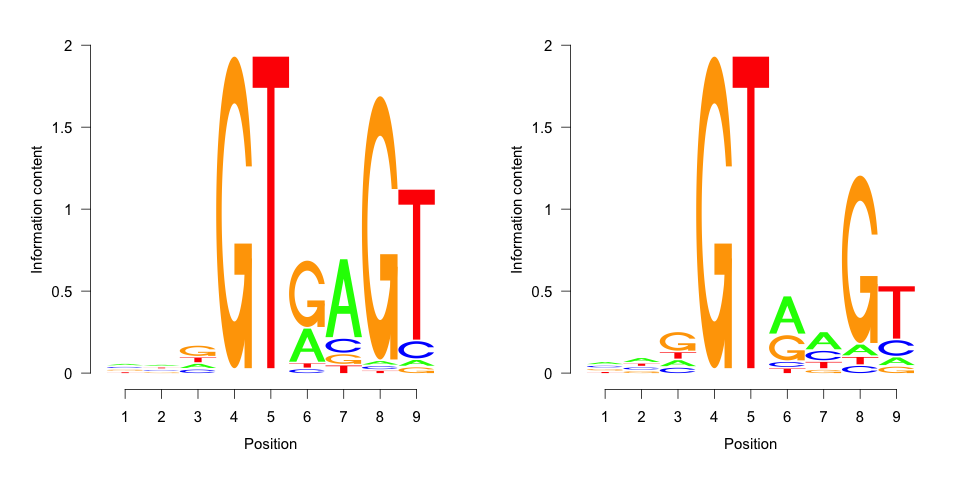 2
1.5
1
0.5
0
Information content
G T G A G T
A C
G C
1 2 3 4 5 6 7 8 9
Position
2
1.5
1
0.5
0
Information content
G G T A A G T
T G C A C
A T A
C C G
1 2 3 4 5 6 7 8 9
Position